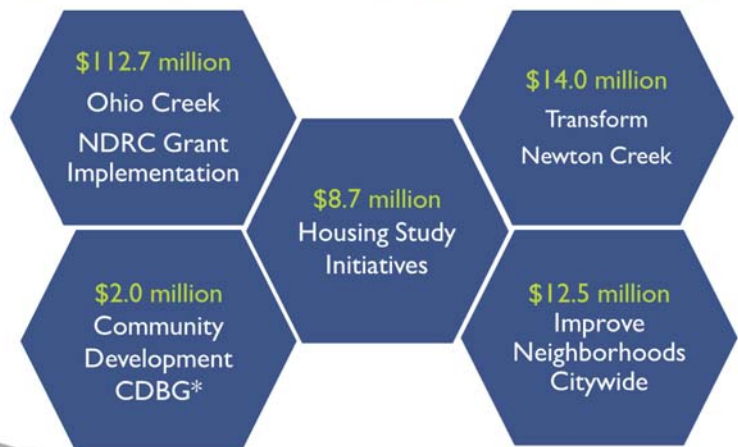 $112.7 million
Ohio Creek
NDRC Grant
Implementation
$14.0 million
Transform
Newton Creek
$8.7 million
Housing Study
Initiatives
$2.0 million
Community
Development
CDBG*
$12.5 million
Improve
Neighborhoods
Citywide